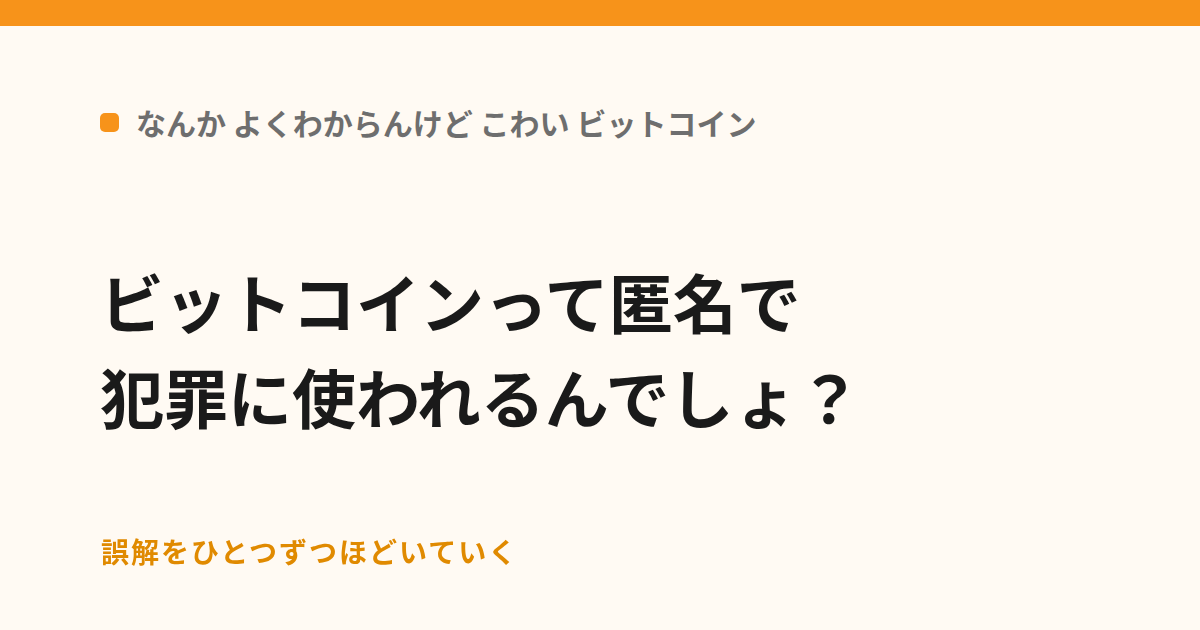 なんか よくわからんけど こわい ビットコイン
ビットコインって匿名で
犯罪に使われるんでしょ？
誤解をひとつずつほどいていく